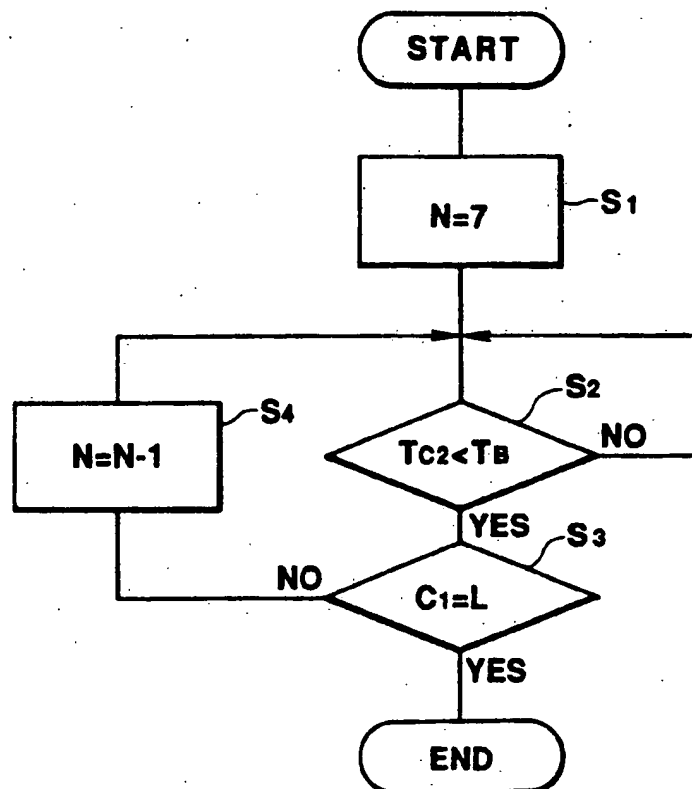 START
N=7
S1
S2
S4
N=N-1
TC2<TB
NO
YES
S3
NO
C1=L
YES
END